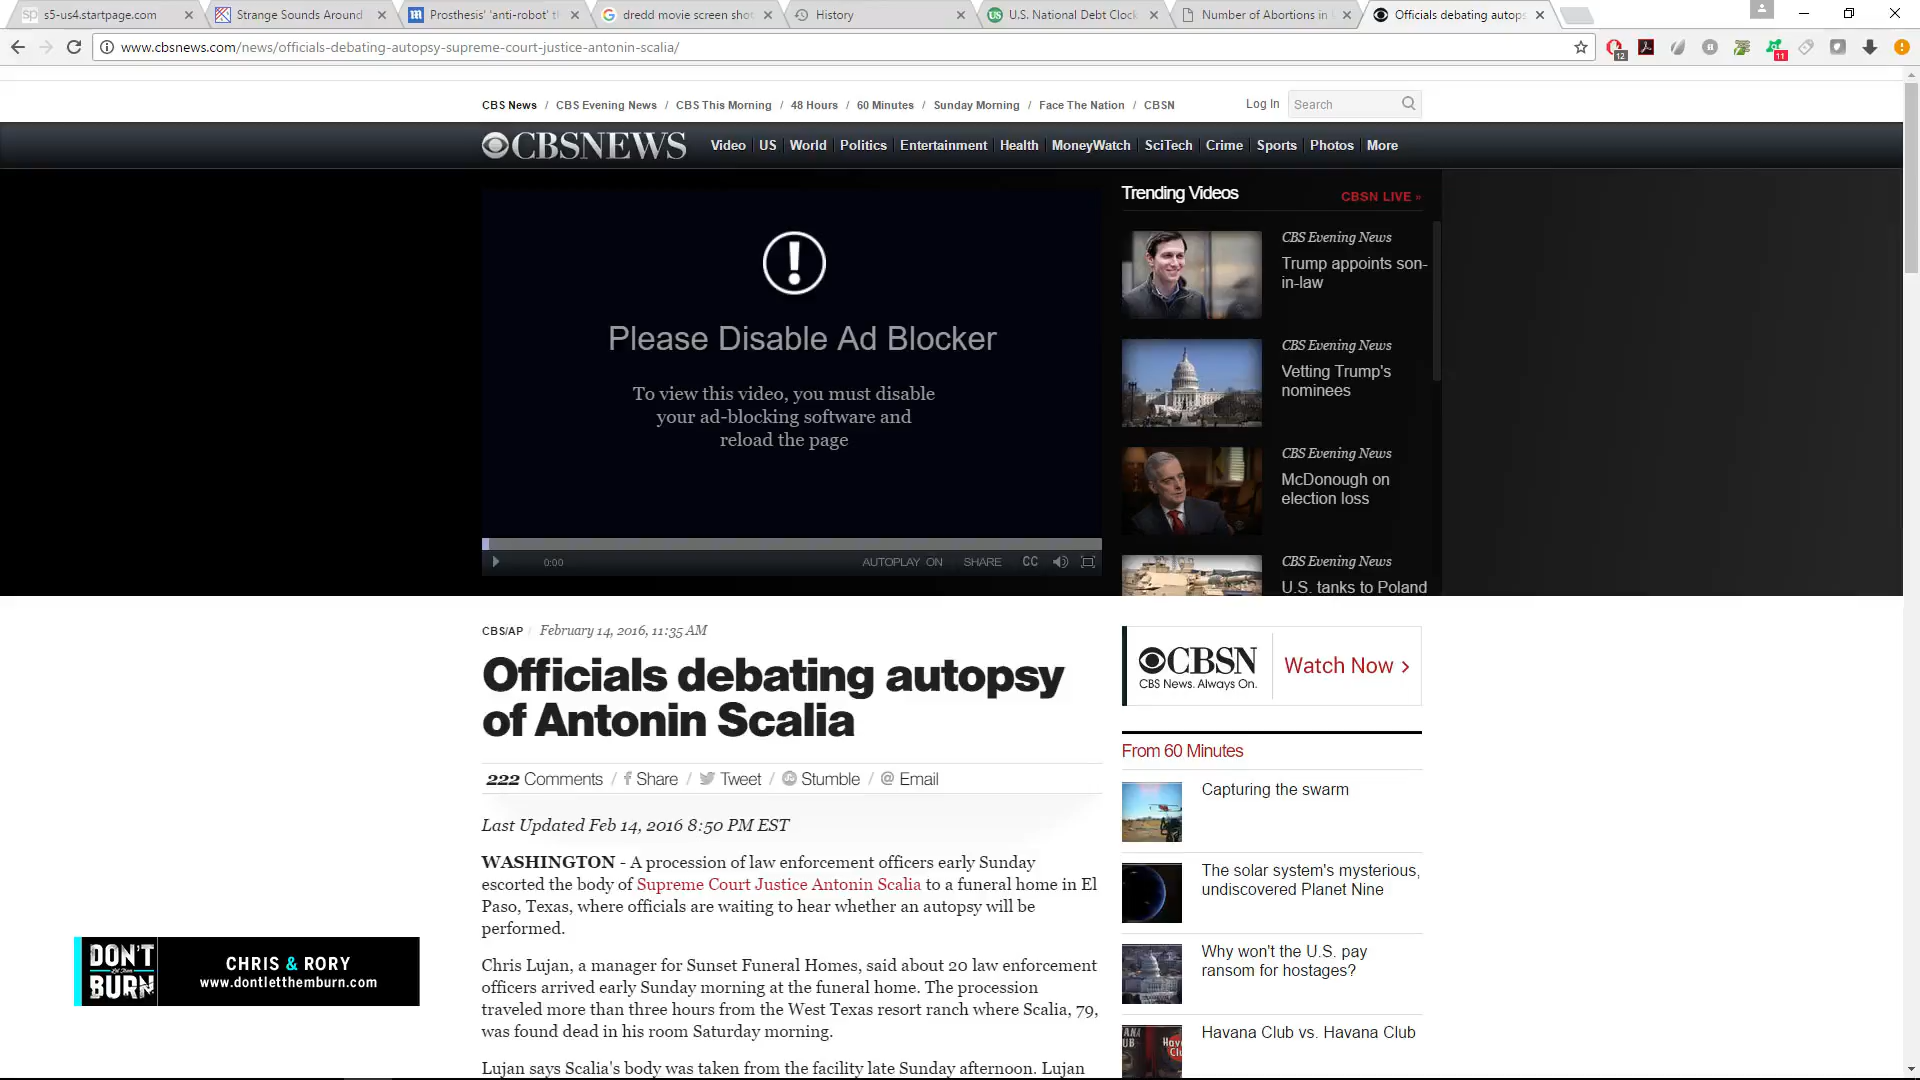 s5-us4.startpage.com
Strange Sounds Around
Prosthesis' 'anti-robot' t
dredd movie screen sho
History
U.S. National Debt Clock
Number of Abortions in
Officials debating autops
www.cbsnews.com/news/officials-debating-autopsy-supreme-court-justice-antonin-scalia/
12
11
CBS News / CBS Evening News / CBS This Morning / 48 Hours / 60 Minutes / Sunday Morning / Face The Nation / CBSN
Log In
Search
CBSNEWS
Video US World Politics Entertainment Health MoneyWatch SciTech Crime Sports Photos More
Please Disable Ad Blocker
To view this video, you must disable
your ad-blocking software and
reload the page
0:00
AUTOPLAY ON SHARE CC
Trending Videos
CBSN LIVE »
CBS Evening News
Trump appoints son-
in-law
CBS Evening News
Vetting Trump's
nominees
CBS Evening News
McDonough on
election loss
CBS Evening News
U.S. tanks to Poland
CBS/AP / February 14, 2016, 11:35 AM
Officials debating autopsy
of Antonin Scalia
222 Comments / f Share / Tweet / Stumble / @ Email
Last Updated Feb 14, 2016 8:50 PM EST
WASHINGTON - A procession of law enforcement officers early Sunday
escorted the body of Supreme Court Justice Antonin Scalia to a funeral home in El
Paso, Texas, where officials are waiting to hear whether an autopsy will be
performed.
Chris Lujan, a manager for Sunset Funeral Homes, said about 20 law enforcement
officers arrived early Sunday morning at the funeral home. The procession
traveled more than three hours from the West Texas resort ranch where Scalia, 79,
was found dead in his room Saturday morning.
Lujan says Scalia's body was taken from the facility late Sunday afternoon. Lujan
CBSN
CBS News. Always On.
Watch Now >
From 60 Minutes
Capturing the swarm
The solar system's mysterious,
undiscovered Planet Nine
Why won't the U.S. pay
ransom for hostages?
Havana Club vs. Havana Club
DON'T
Let Them
BURN
CHRIS & RORY
www.dontletthemburn.com